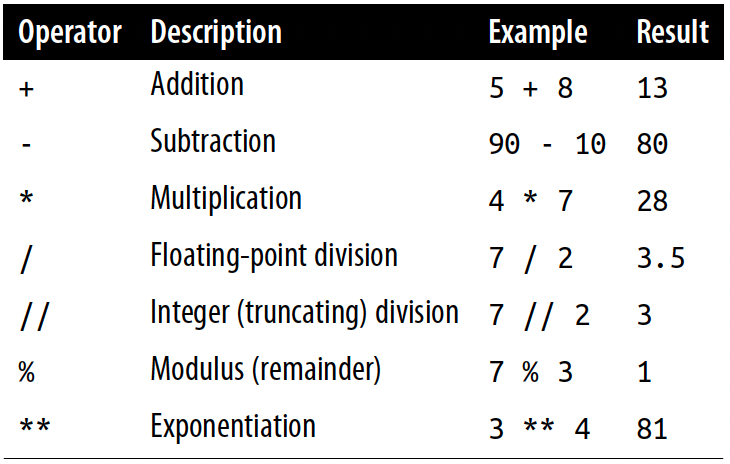 Operator Description Example Result
+ Addition 5 + 8 13
- Subtraction 90 - 10 80
* Multiplication 4 * 7 28
/ Floating-point division 7 / 2 3.5
// Integer (truncating) division 7 // 2 3
% Modulus (remainder) 7 % 3 1
** Exponentiation 3 ** 4 81